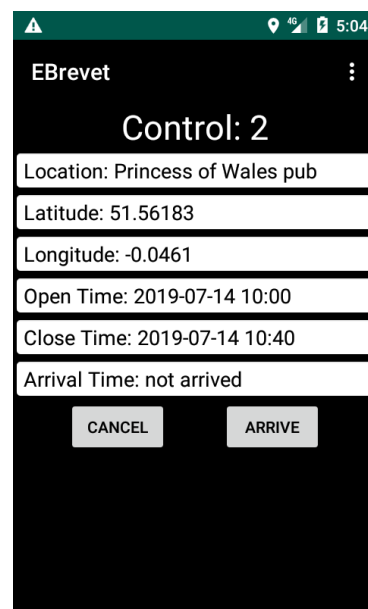 4G 5:04
EBrevet
Control: 2
Location: Princess of Wales pub
Latitude: 51.56183
Longitude: -0.0461
Open Time: 2019-07-14 10:00
Close Time: 2019-07-14 10:40
Arrival Time: not arrived
CANCEL ARRIVE